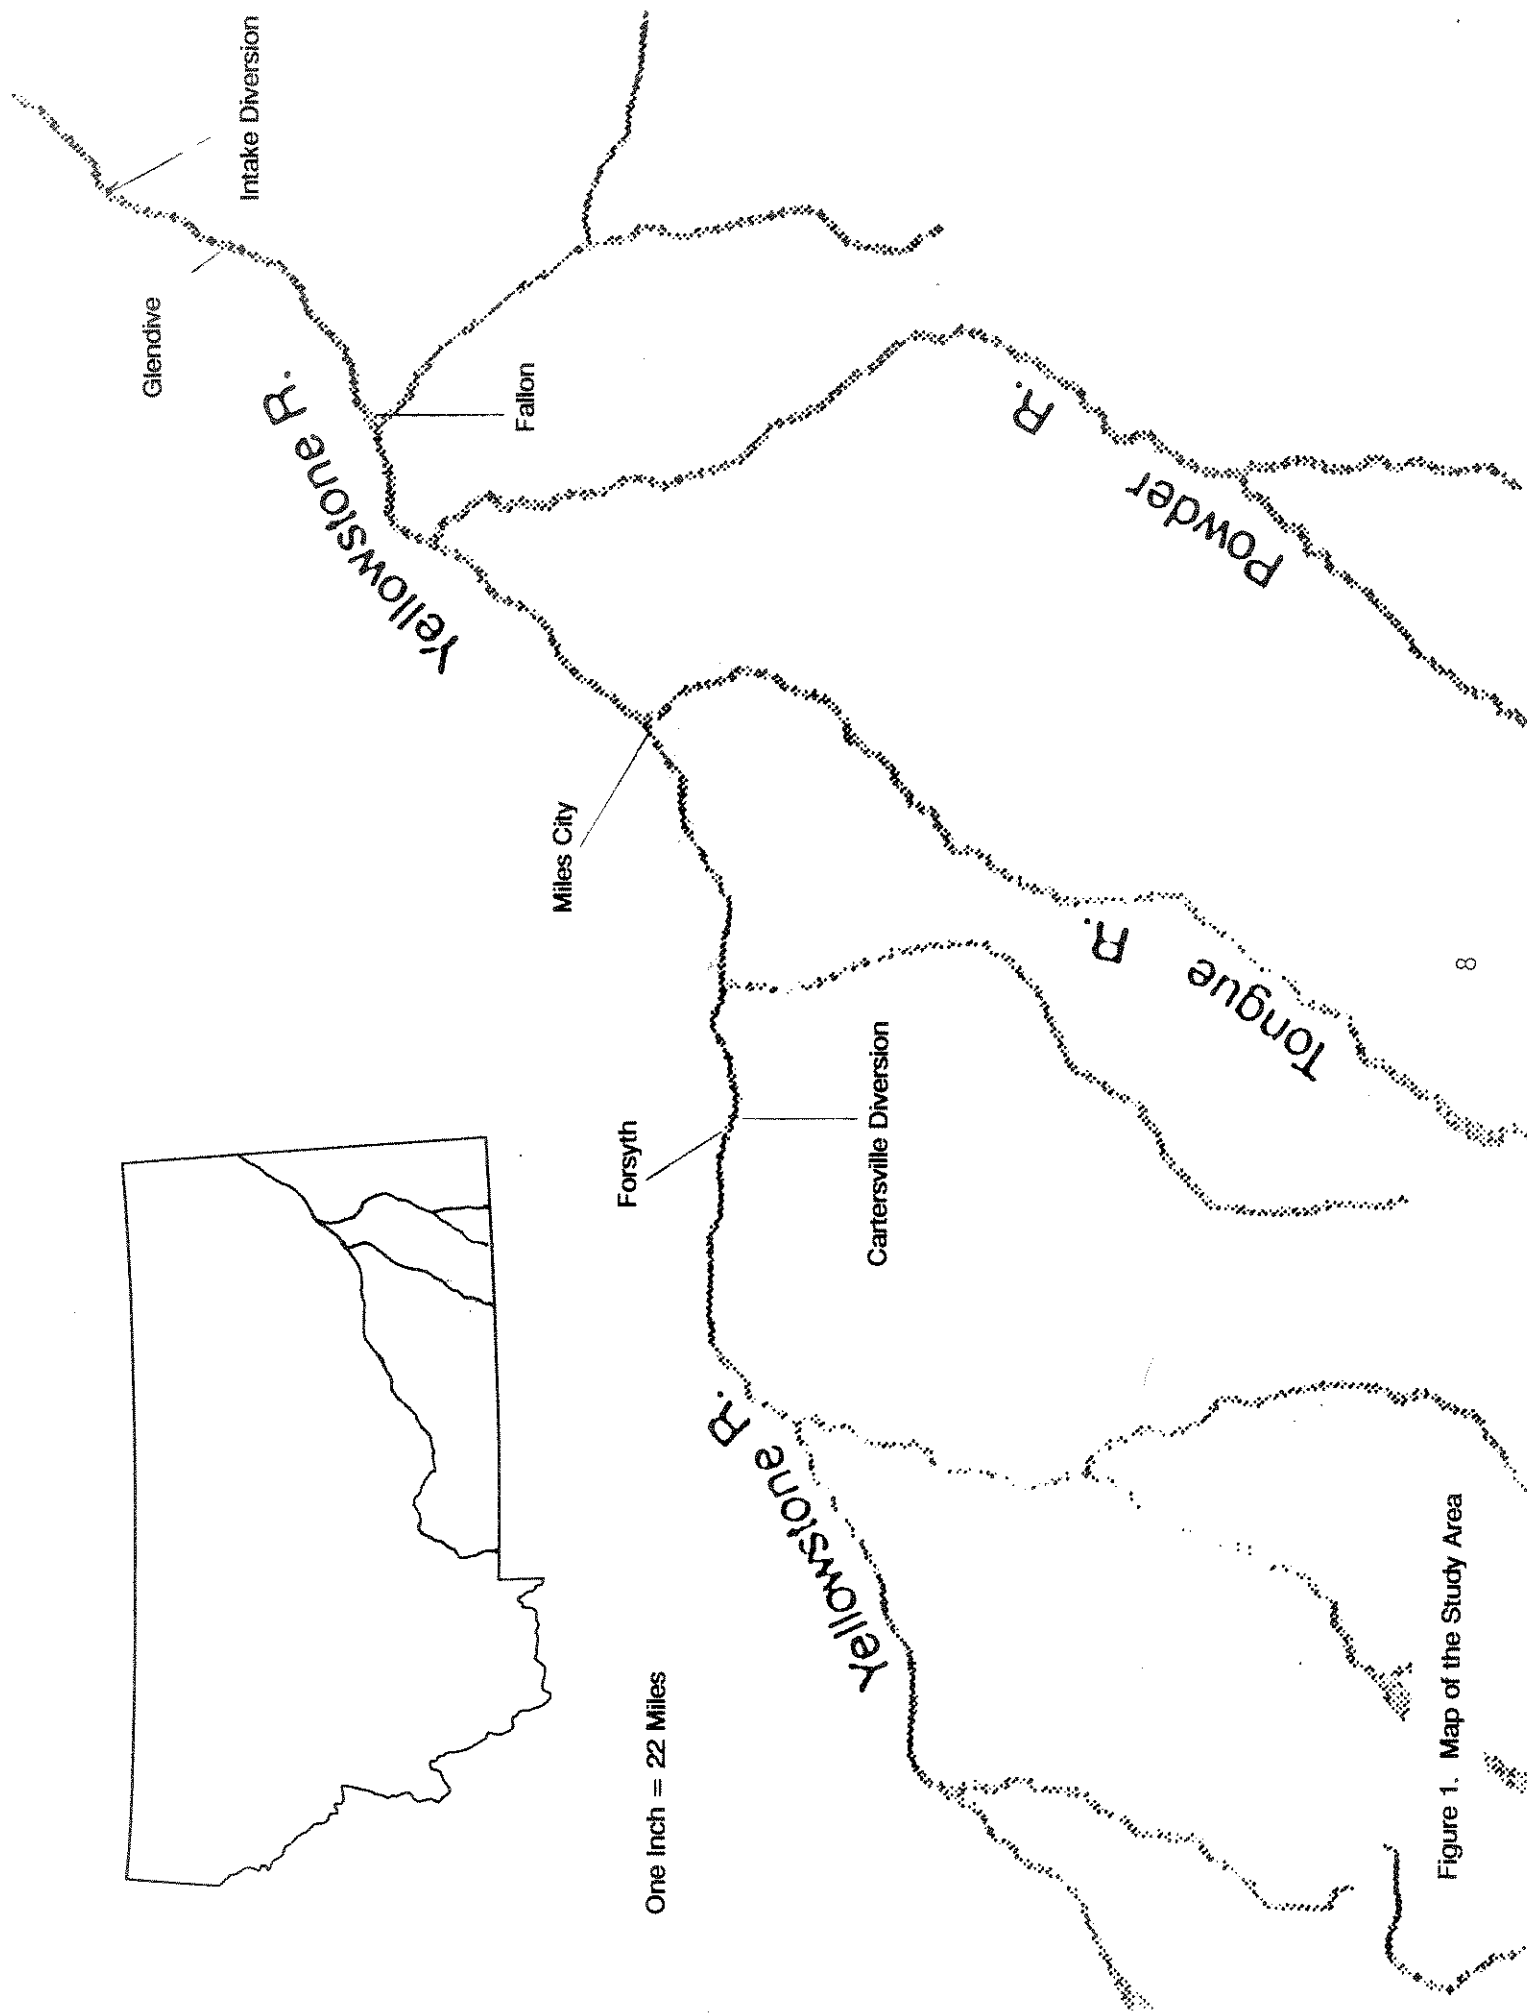 Intake Diversion
Glendive
Yellowstone R.
Fallon
Powder R.
Miles City
Tongue R.
Forsyth
Cartersville Diversion
Yellowstone R.
One Inch = 22 Miles
Figure 1. Map of the Study Area
8